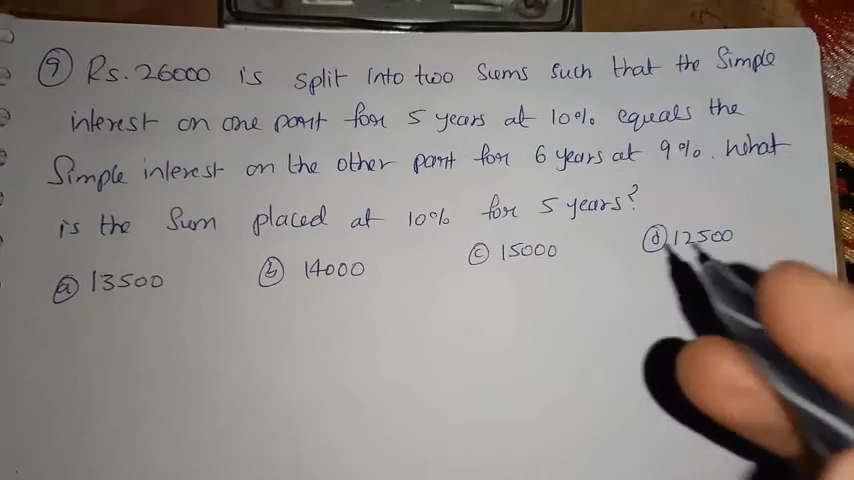 9 Rs. 26000 is split into two sums such that the simple
interest on one part for 5 years at 10% equals the
Simple interest on the other part for 6 years at 9%. What
is the sum placed at 10% for 5 years?
a 13500 b 14000 c 15000 d 12500